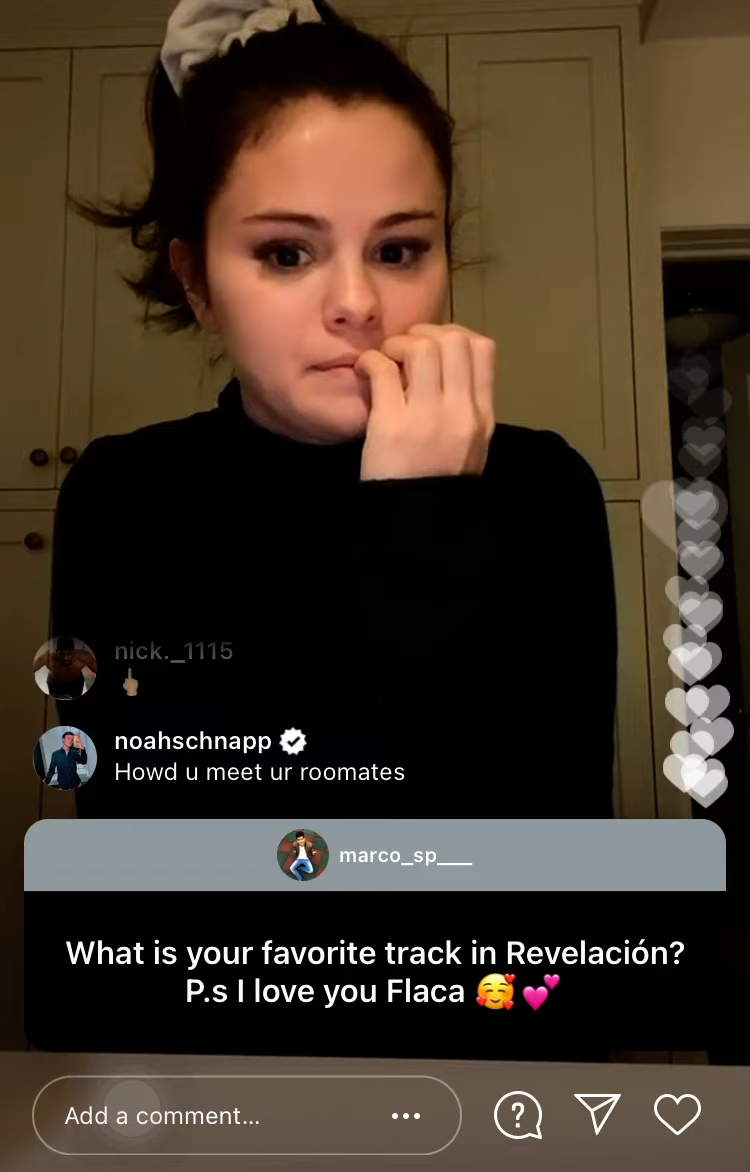 nick._1115
🖕🏼
noahschnapp
Howd u meet ur roomates
marco_sp___
What is your favorite track in Revelación?
P.s I love you Flaca 🥰💕
Add a comment...